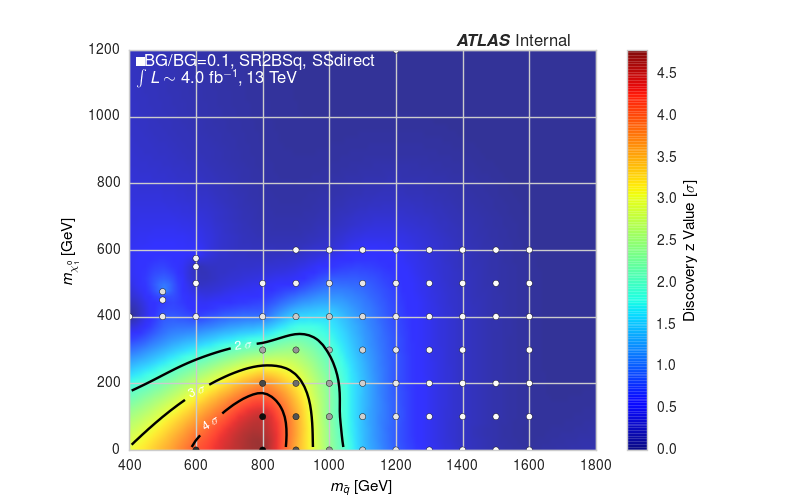 ATLAS Internal
BG/BG=0.1, SR2BSq, SSdirect
∫ L ∼ 4.0 fb⁻¹, 13 TeV
1200
1000
800
600
400
200
0
m_χ̃₁⁰ [GeV]
2 σ
3 σ
4 σ
400 600 800 1000 1200 1400 1600 1800
m_q̃ [GeV]
4.5
4.0
3.5
3.0
2.5
2.0
1.5
1.0
0.5
0.0
Discovery z Value [σ]